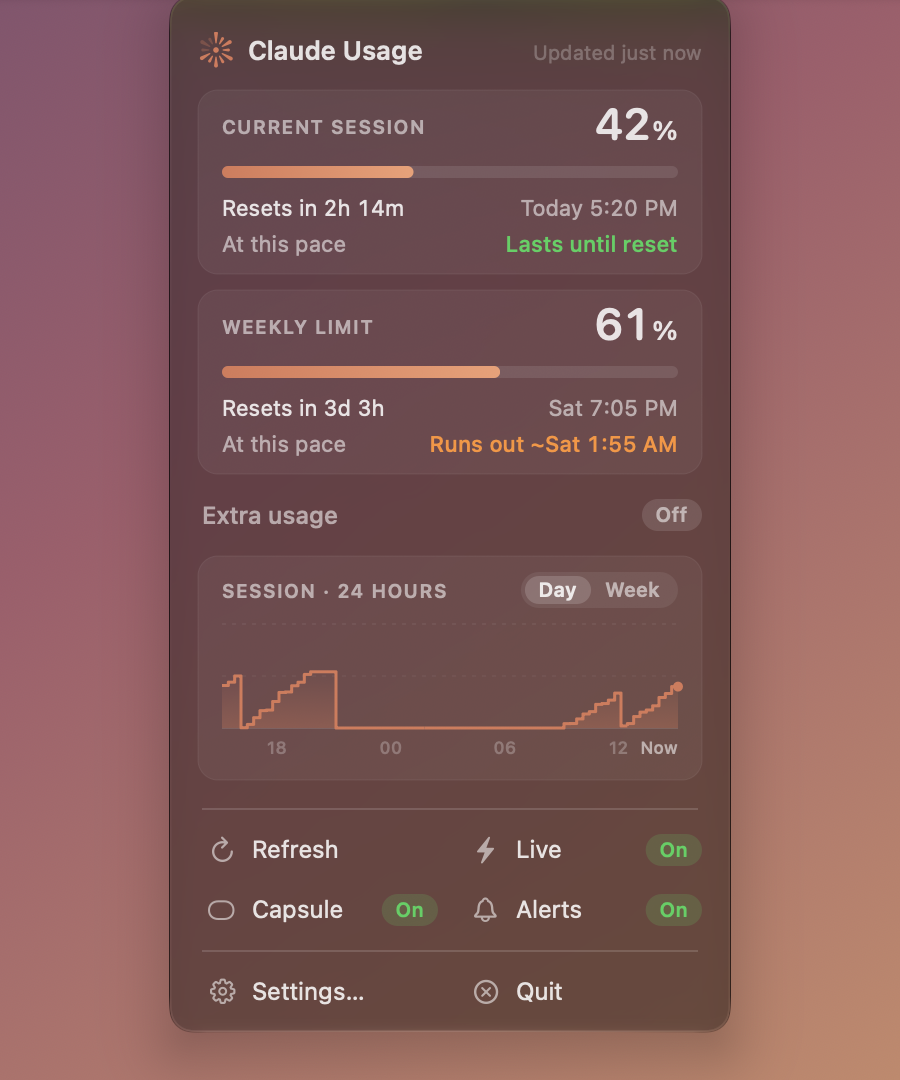 Claude Usage Updated just now
CURRENT SESSION 42%
Resets in 2h 14m Today 5:20 PM
At this pace Lasts until reset
WEEKLY LIMIT 61%
Resets in 3d 3h Sat 7:05 PM
At this pace Runs out ~Sat 1:55 AM
Extra usage Off
SESSION · 24 HOURS Day Week
18 00 06 12 Now
Refresh Live On
Capsule On Alerts On
Settings... Quit